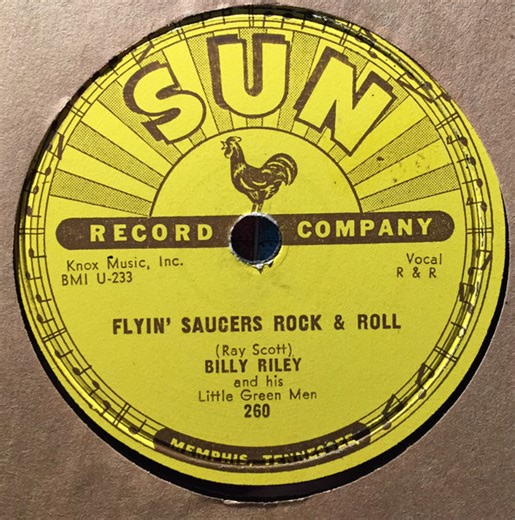 SUN
RECORD COMPANY
Knox Music, Inc.
BMI U-233
Vocal
R & R
FLYIN' SAUCERS ROCK & ROLL
(Ray Scott)
BILLY RILEY
and his
Little Green Men
260
MEMPHIS, TENNESSEE